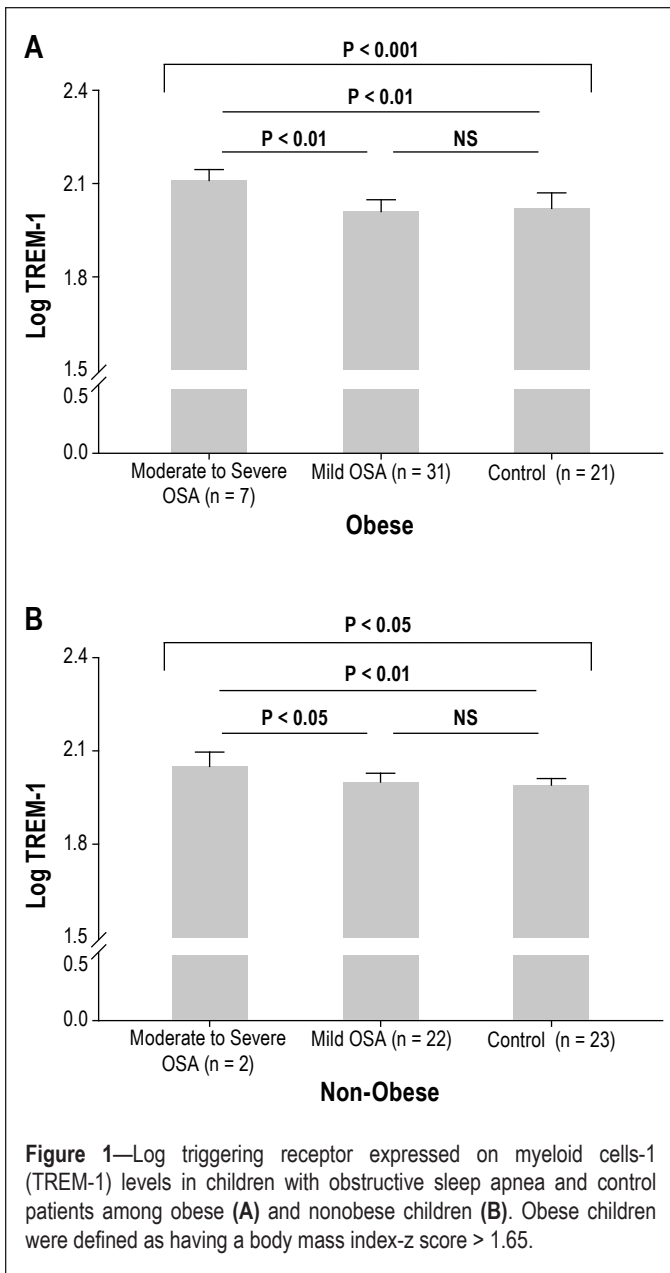 A
P < 0.001
P < 0.01
P < 0.01 NS
2.4
2.1
1.8
1.5
0.5
0.0
Log TREM-1
Moderate to Severe OSA (n = 7)
Mild OSA (n = 31)
Control (n = 21)
Obese
B
P < 0.05
P < 0.01
P < 0.05 NS
2.4
2.1
1.8
1.5
0.5
0.0
Log TREM-1
Moderate to Severe OSA (n = 2)
Mild OSA (n = 22)
Control (n = 23)
Non-Obese
Figure 1—Log triggering receptor expressed on myeloid cells-1
(TREM-1) levels in children with obstructive sleep apnea and control
patients among obese (A) and nonobese children (B). Obese children
were defined as having a body mass index-z score > 1.65.